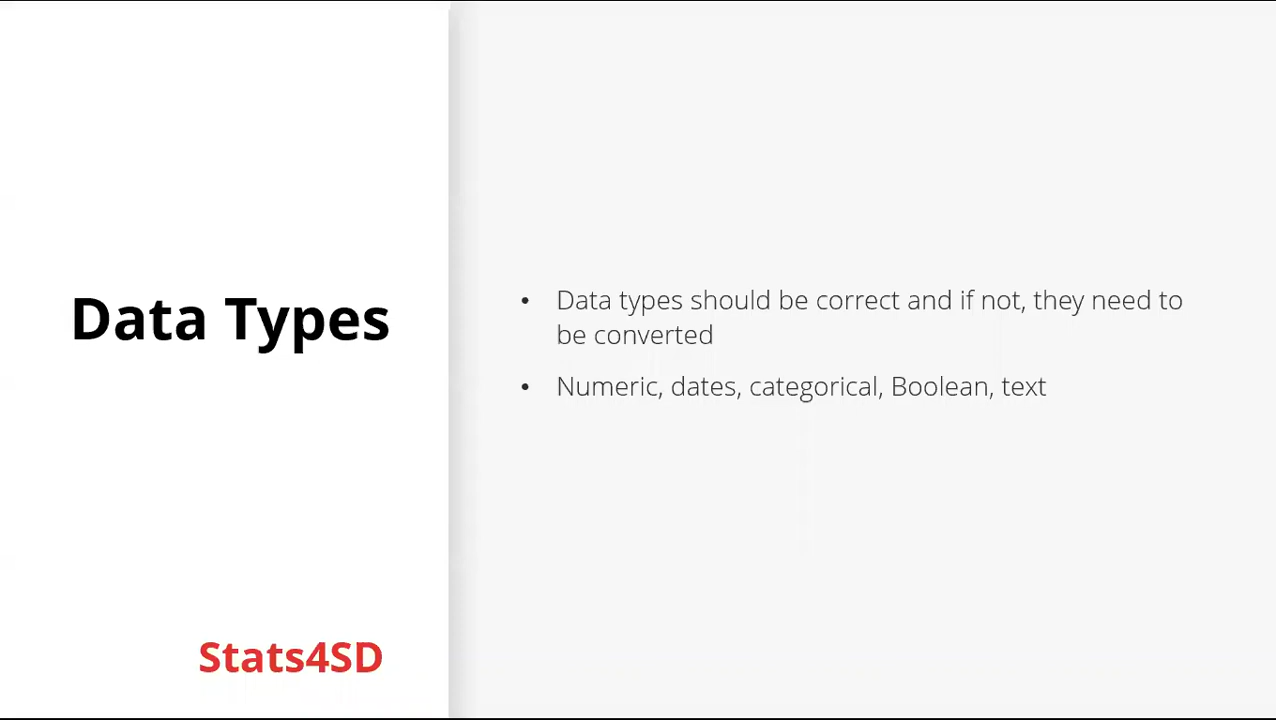 Data Types
• Data types should be correct and if not, they need to
be converted
• Numeric, dates, categorical, Boolean, text
Stats4SD